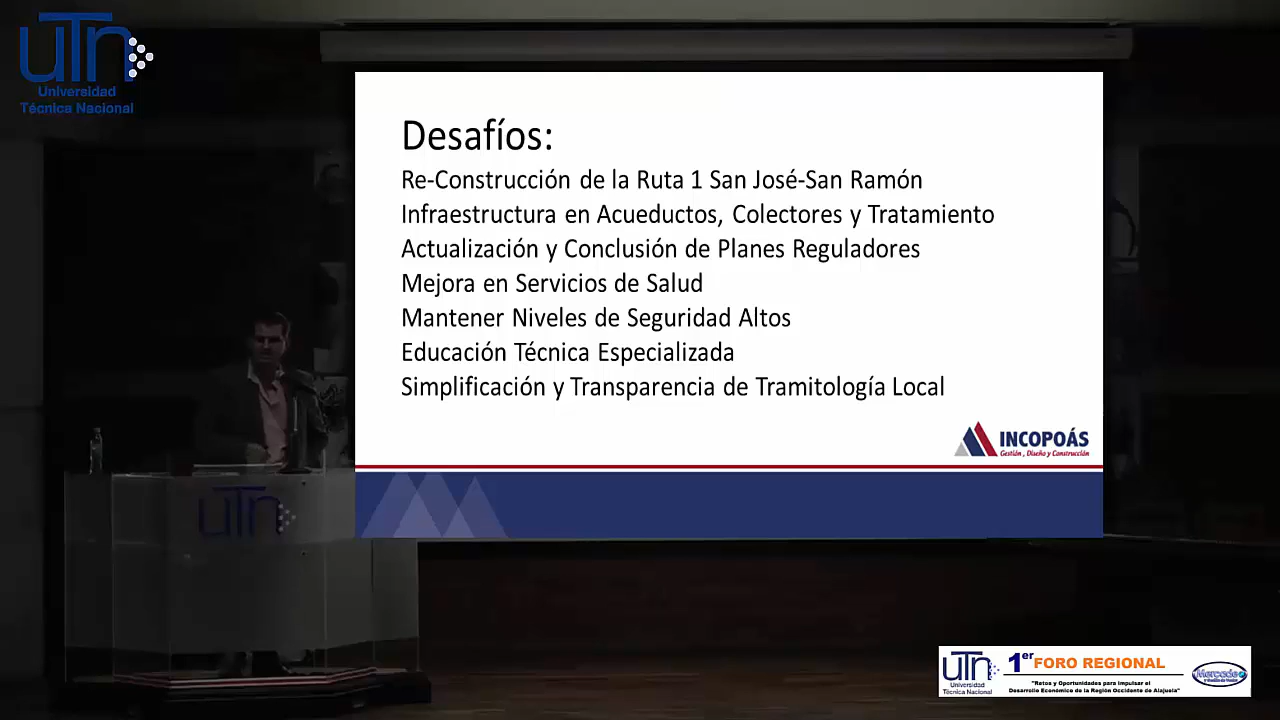 uTn
Universidad
Técnica Nacional
Desafíos:
Re-Construcción de la Ruta 1 San José-San Ramón
Infraestructura en Acueductos, Colectores y Tratamiento
Actualización y Conclusión de Planes Reguladores
Mejora en Servicios de Salud
Mantener Niveles de Seguridad Altos
Educación Técnica Especializada
Simplificación y Transparencia de Tramitología Local
INCOPOÁS
Gestión, Diseño y Construcción
uTn
uTn
Universidad
Técnica Nacional
1er FORO REGIONAL
"Retos y Oportunidades para Impulsar el
Desarrollo Económico de la Región Occidente de Alajuela"
Mercado